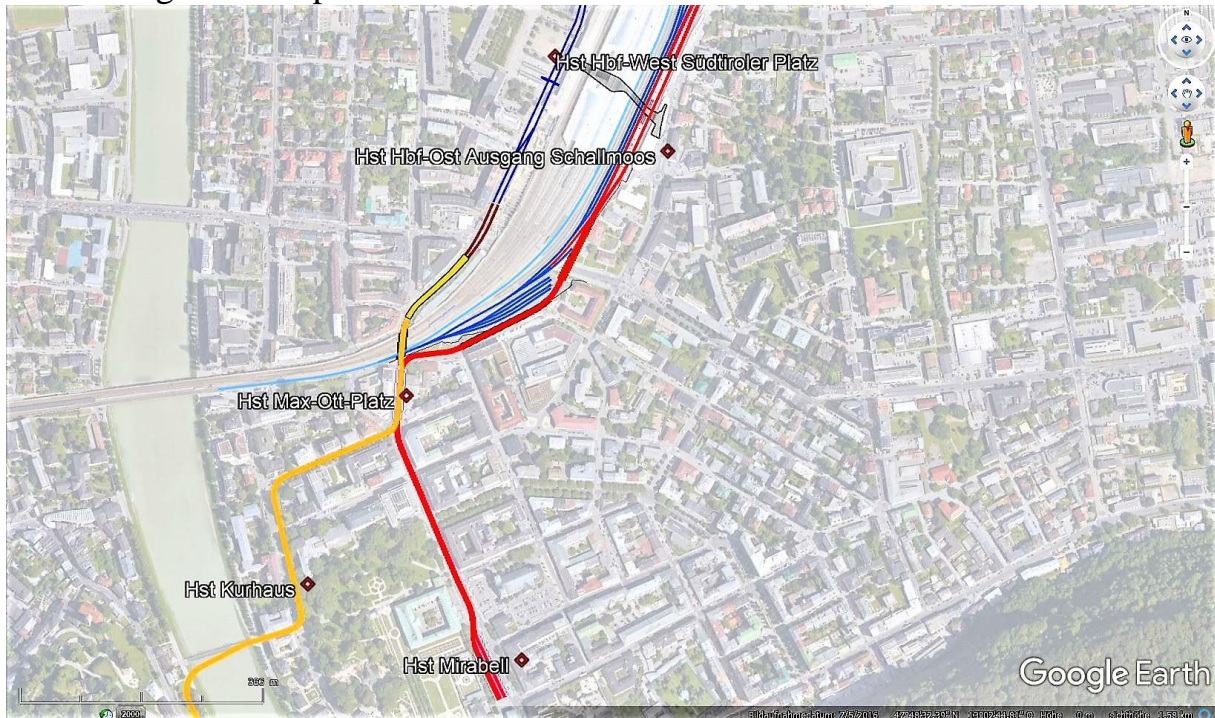 N
Hst Hbf-West Südtiroler Platz
Hst Hbf-Ost Ausgang Schallmoos
Hst Max-Ott-Platz
Hst Kurhaus
Hst Mirabell
Google Earth
2000